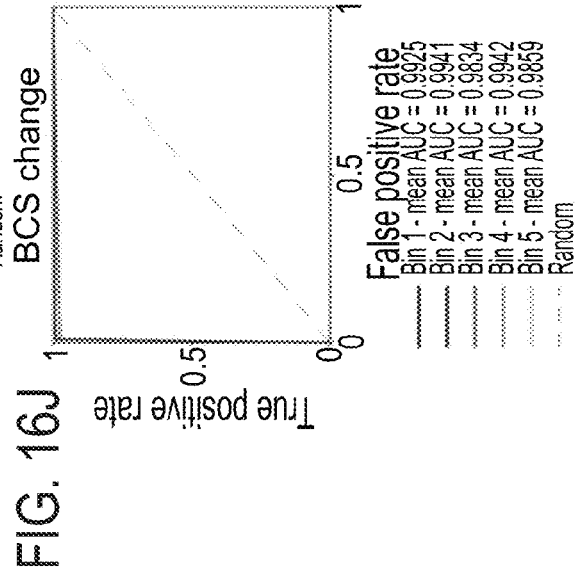 FIG. 16J
Random
BCS change
True positive rate
1
0.5
0
0
0.5
1
False positive rate
Bin 1 - mean AUC = 0.9925
Bin 2 - mean AUC = 0.9941
Bin 3 - mean AUC = 0.9834
Bin 4 - mean AUC = 0.9942
Bin 5 - mean AUC = 0.9859
Random